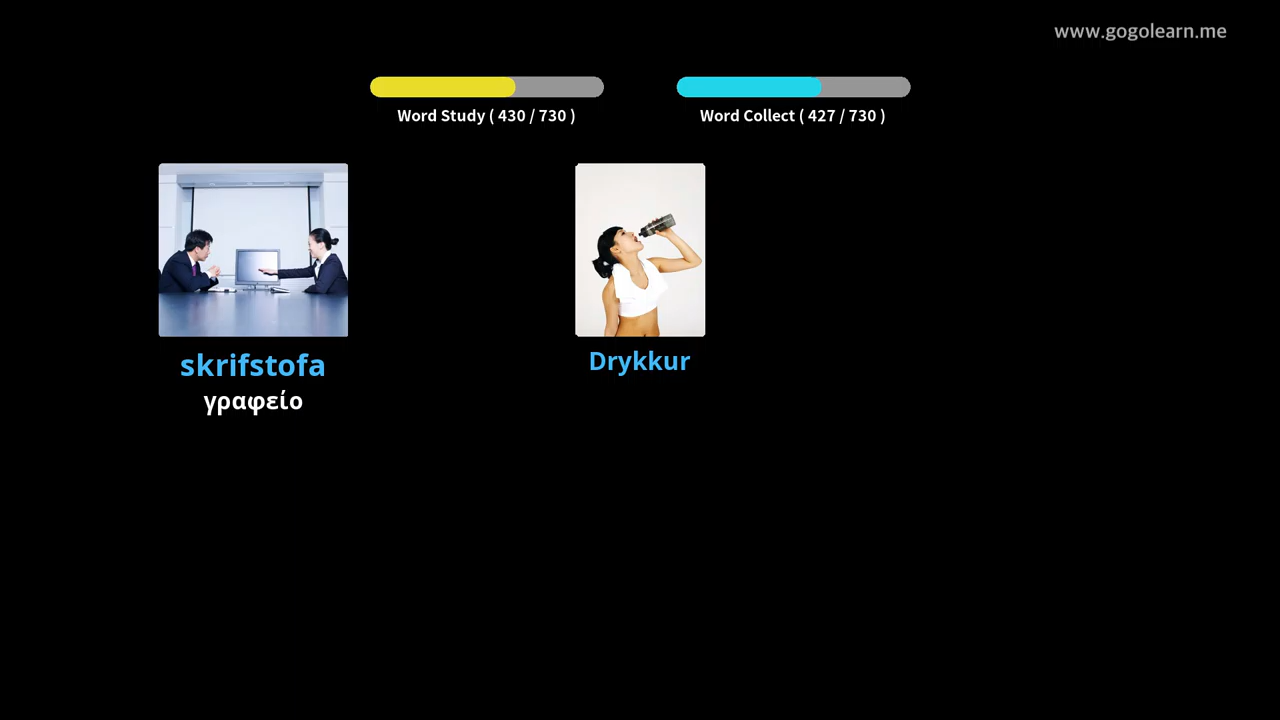 www.gogolearn.me
Word Study ( 430 / 730 )
Word Collect ( 427 / 730 )
skrifstofa
γραφείο
Drykkur